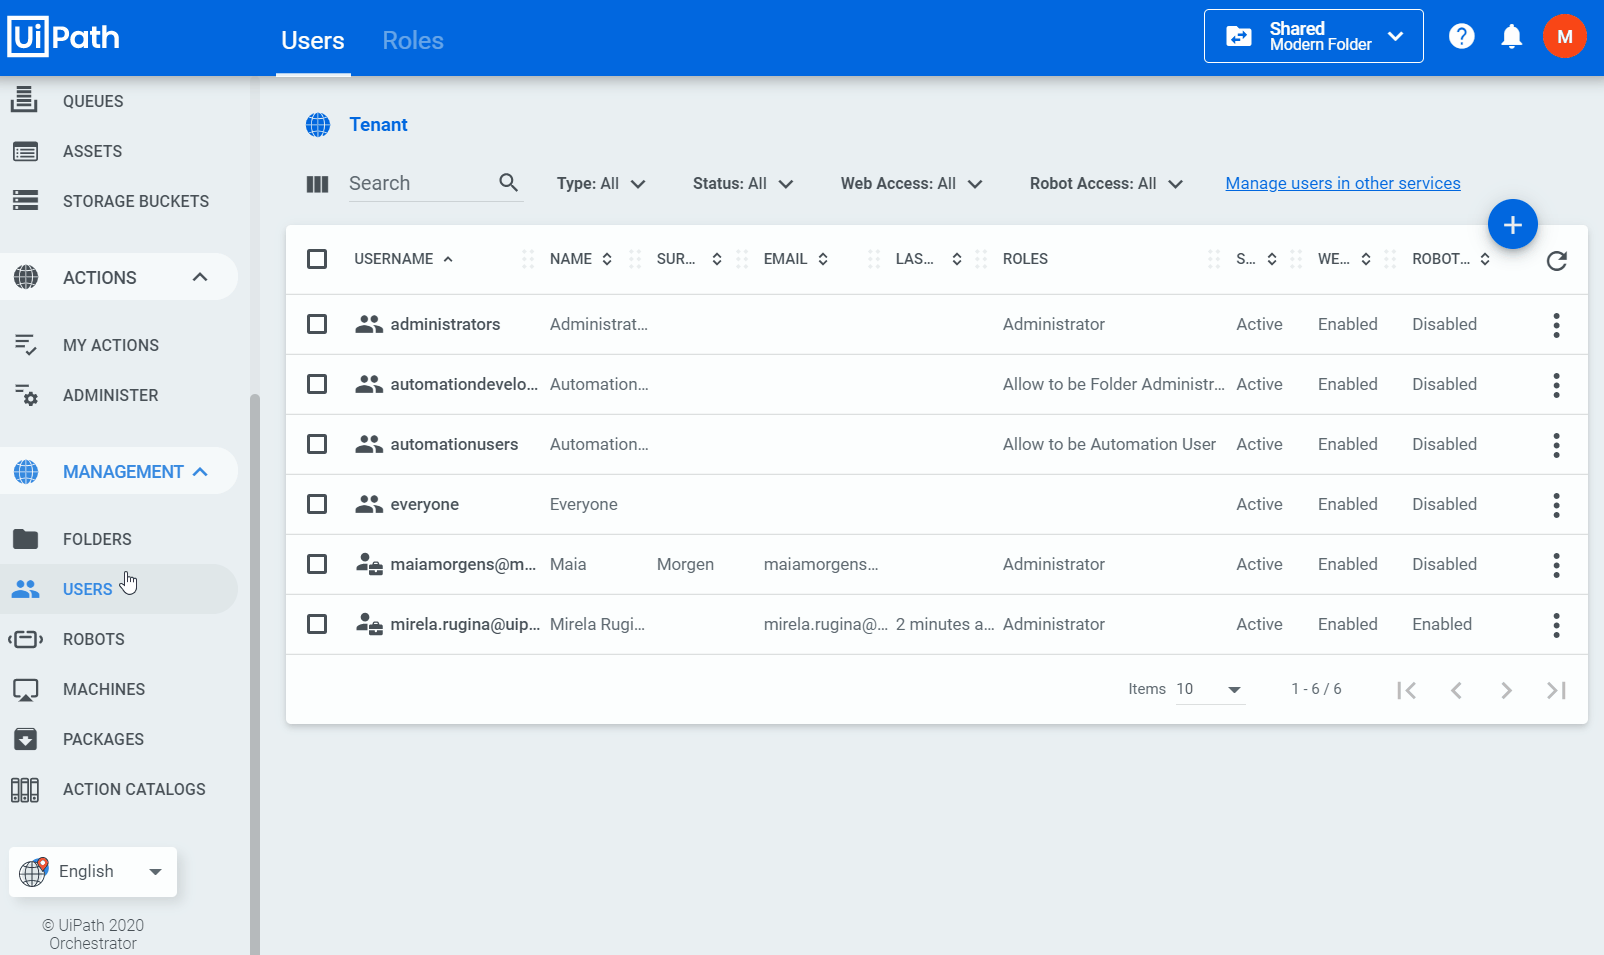 UiPath
Users Roles
Shared
Modern Folder
?
M
QUEUES
ASSETS
STORAGE BUCKETS
ACTIONS
MY ACTIONS
ADMINISTER
MANAGEMENT
FOLDERS
USERS
ROBOTS
MACHINES
PACKAGES
ACTION CATALOGS
English
© UiPath 2020
Orchestrator
Tenant
Search Type: All Status: All Web Access: All Robot Access: All Manage users in other services
USERNAME NAME SUR... EMAIL LAS... ROLES S... WE... ROBOT...
administrators Administrat... Administrator Active Enabled Disabled
automationdevelo... Automation... Allow to be Folder Administr... Active Enabled Disabled
automationusers Automation... Allow to be Automation User Active Enabled Disabled
everyone Everyone Active Enabled Disabled
maiamorgens@m... Maia Morgen maiamorgens... Administrator Active Enabled Disabled
mirela.rugina@uip... Mirela Rugi... mirela.rugina@... 2 minutes a... Administrator Active Enabled Enabled
Items 10 1 - 6 / 6